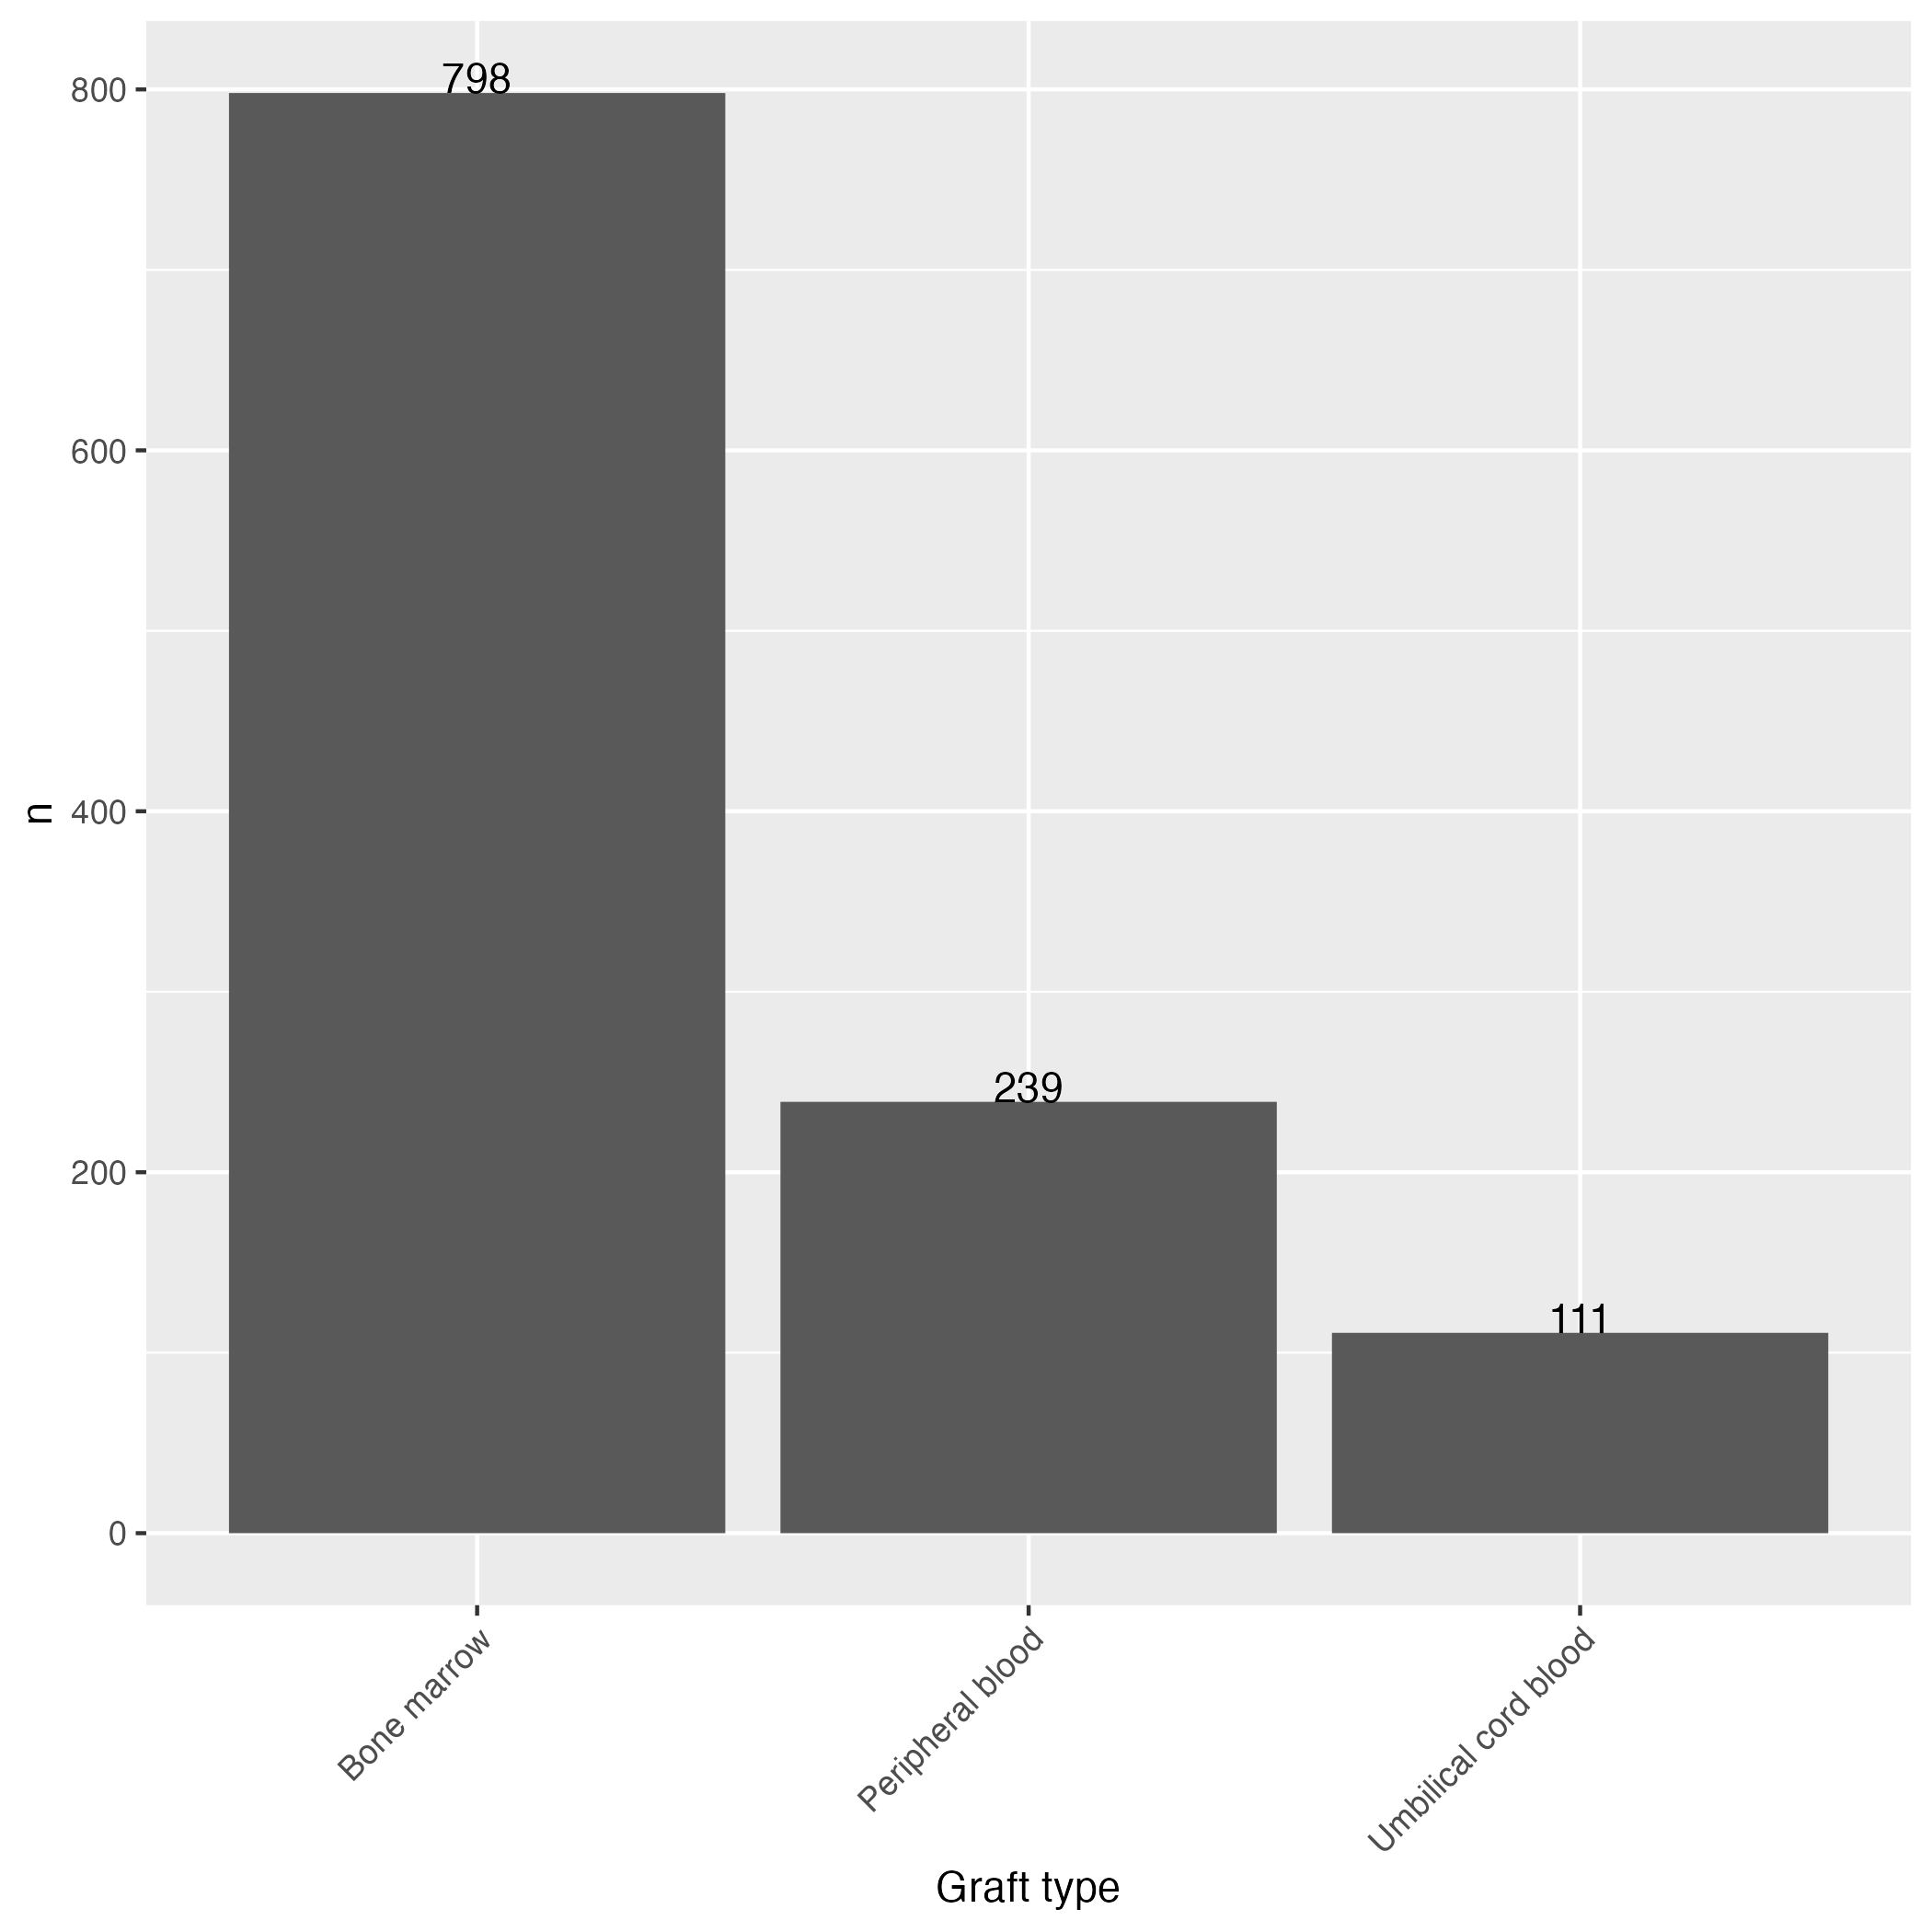 798
800
600
n
400
239
200
111
0
Bone marrow
Peripheral blood
Umbilical cord blood
Graft type